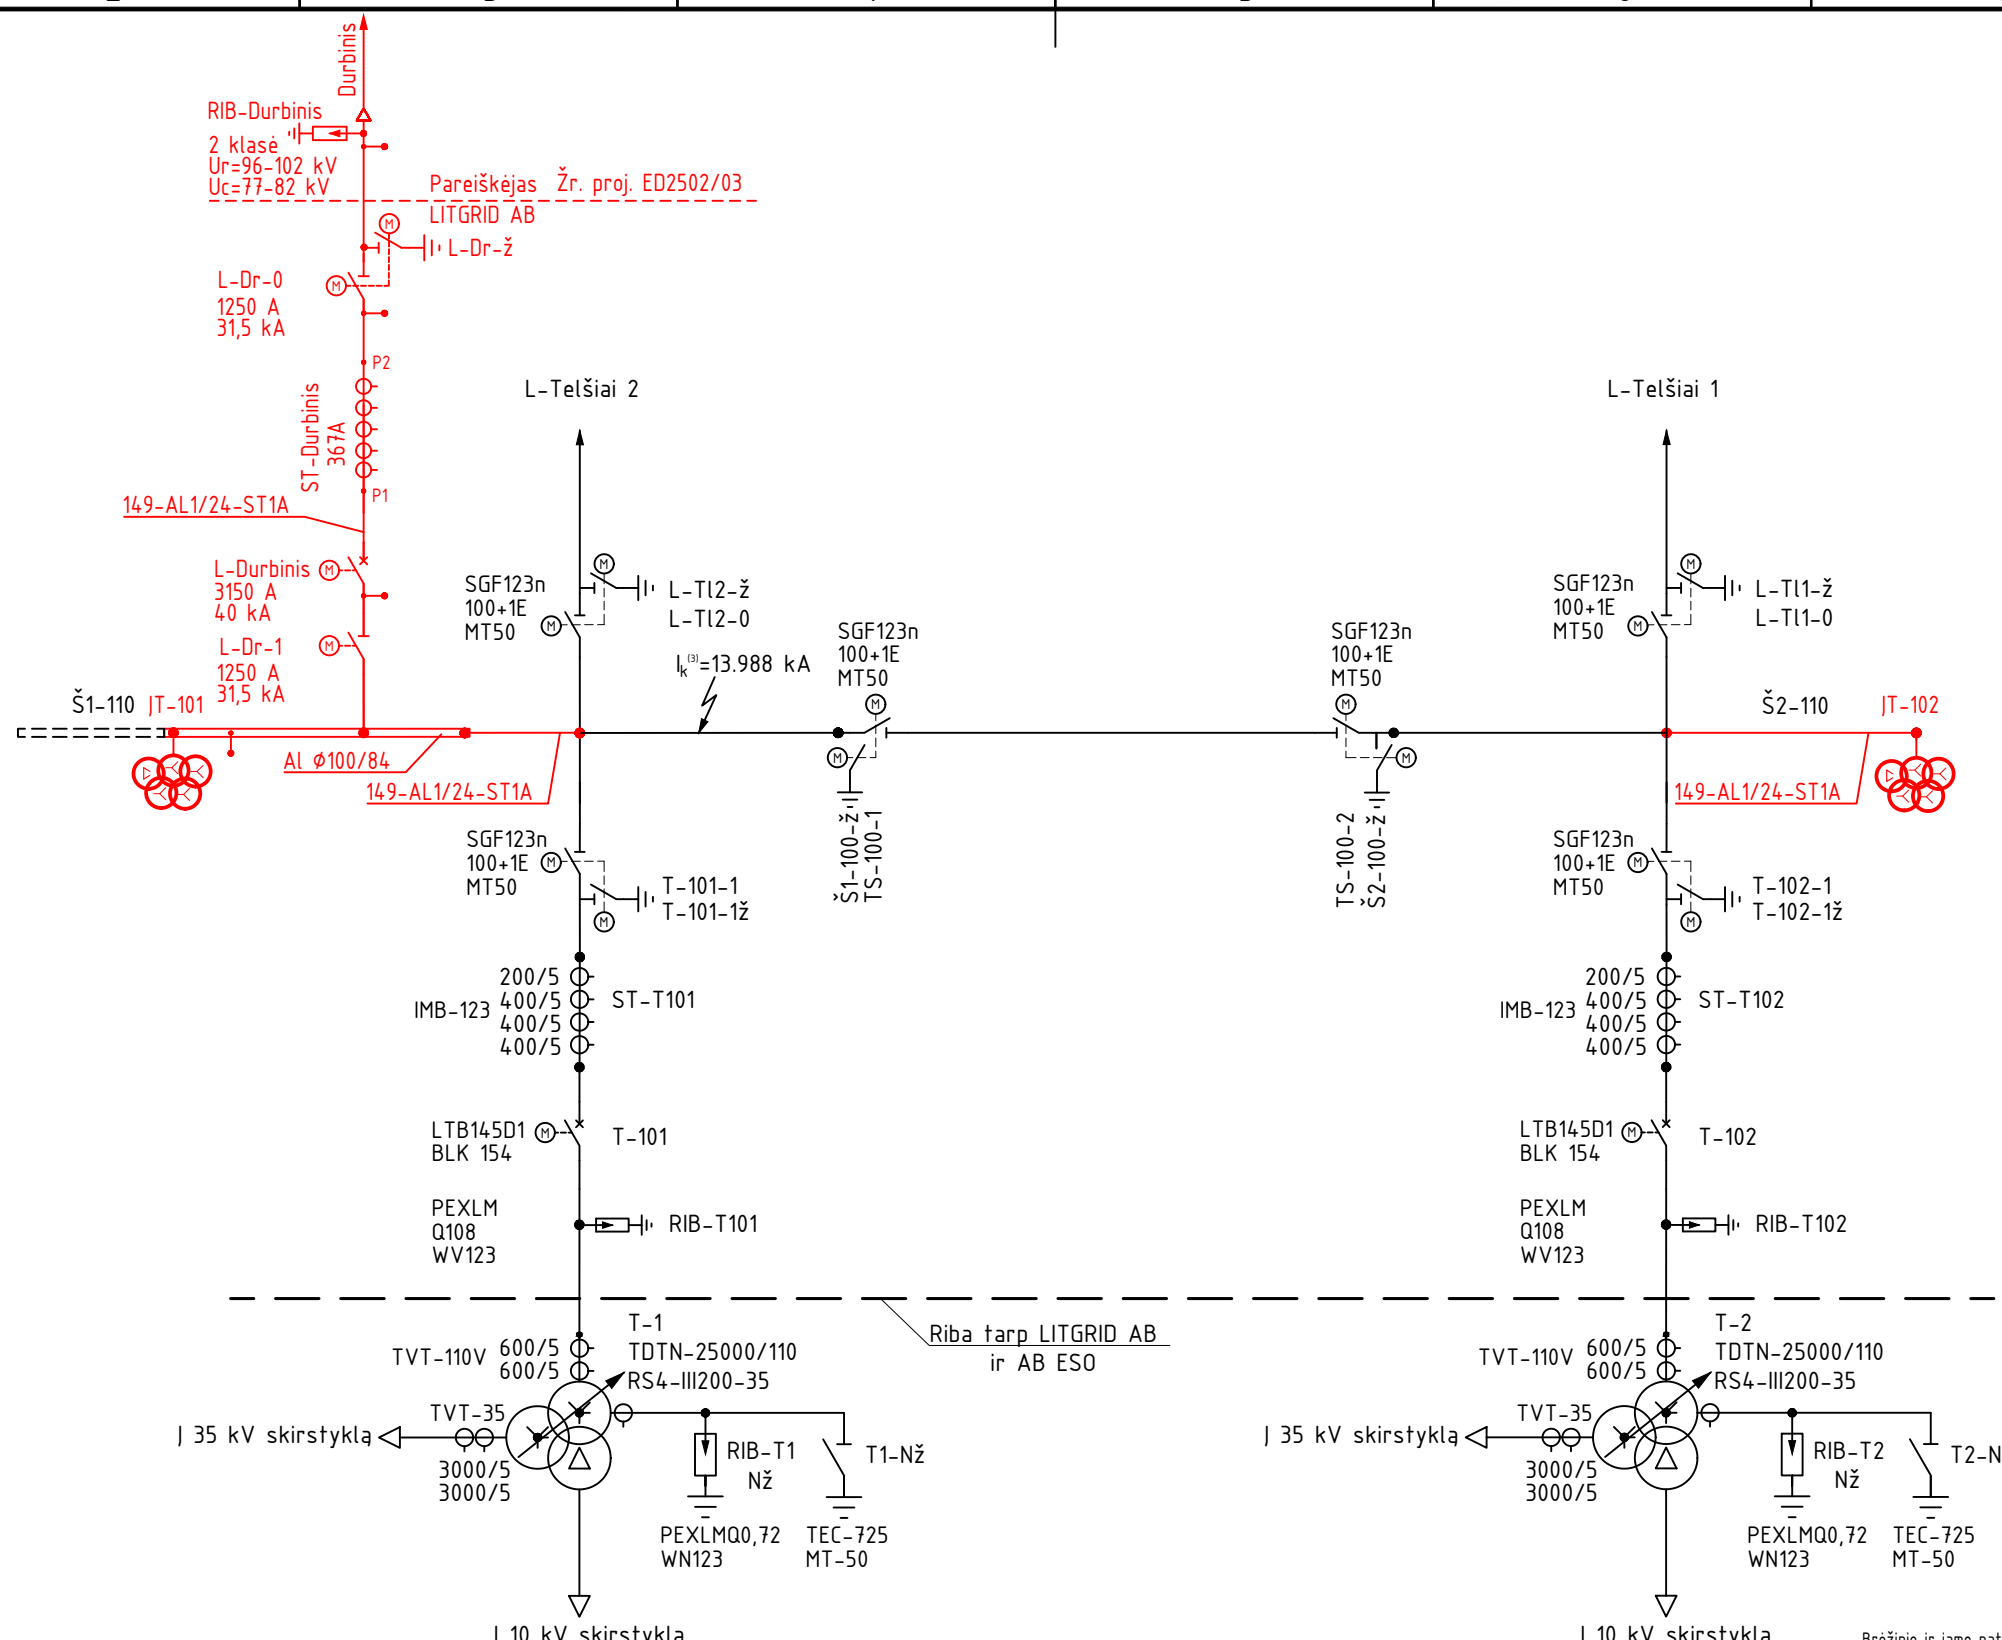 Durbinis
RIB-Durbinis
2 klasė
Ur=96-102 kV
Uc=77-82 kV
Pareiškėjas Žr. proj. ED2502/03
LITGRID AB
M
L-Dr-ž
L-Dr-0
M
1250 A
31,5 kA
P2
ST-Durbinis
367A
P1
149-AL1/24-ST1A
L-Durbinis
M
3150 A
40 kA
L-Dr-1
M
1250 A
31,5 kA
Š1-110
JT-101
Al Φ100/84
149-AL1/24-ST1A
L-Telšiai 2
SGF123n
100+1E
MT50
M
M
L-Tl2-ž
L-Tl2-0
Ik(3)=13.988 kA
SGF123n
100+1E
MT50
M
M
Š1-100-ž
TS-100-1
SGF123n
100+1E
MT50
M
M
TS-100-2
Š2-100-ž
L-Telšiai 1
SGF123n
100+1E
MT50
M
M
L-Tl1-ž
L-Tl1-0
Š2-110
JT-102
149-AL1/24-ST1A
SGF123n
100+1E
MT50
M
M
T-101-1
T-101-1ž
SGF123n
100+1E
MT50
M
M
T-102-1
T-102-1ž
IMB-123
200/5
400/5
400/5
400/5
ST-T101
IMB-123
200/5
400/5
400/5
400/5
ST-T102
LTB145D1
BLK 154
M
T-101
LTB145D1
BLK 154
M
T-102
PEXLM
Q108
WV123
RIB-T101
PEXLM
Q108
WV123
RIB-T102
Riba tarp LITGRID AB
ir AB ESO
T-1
TDTN-25000/110
RS4-III200-35
TVT-110V
600/5
600/5
TVT-35
Į 35 kV skirstyklą
3000/5
3000/5
RIB-T1
Nž
T1-Nž
PEXLMQ0,72
WN123
TEC-725
MT-50
T-2
TDTN-25000/110
RS4-III200-35
TVT-110V
600/5
600/5
TVT-35
Į 35 kV skirstyklą
3000/5
3000/5
RIB-T2
Nž
T2-N
PEXLMQ0,72
WN123
TEC-725
MT-50
Į 10 kV skirstyklą
Į 10 kV skirstyklą